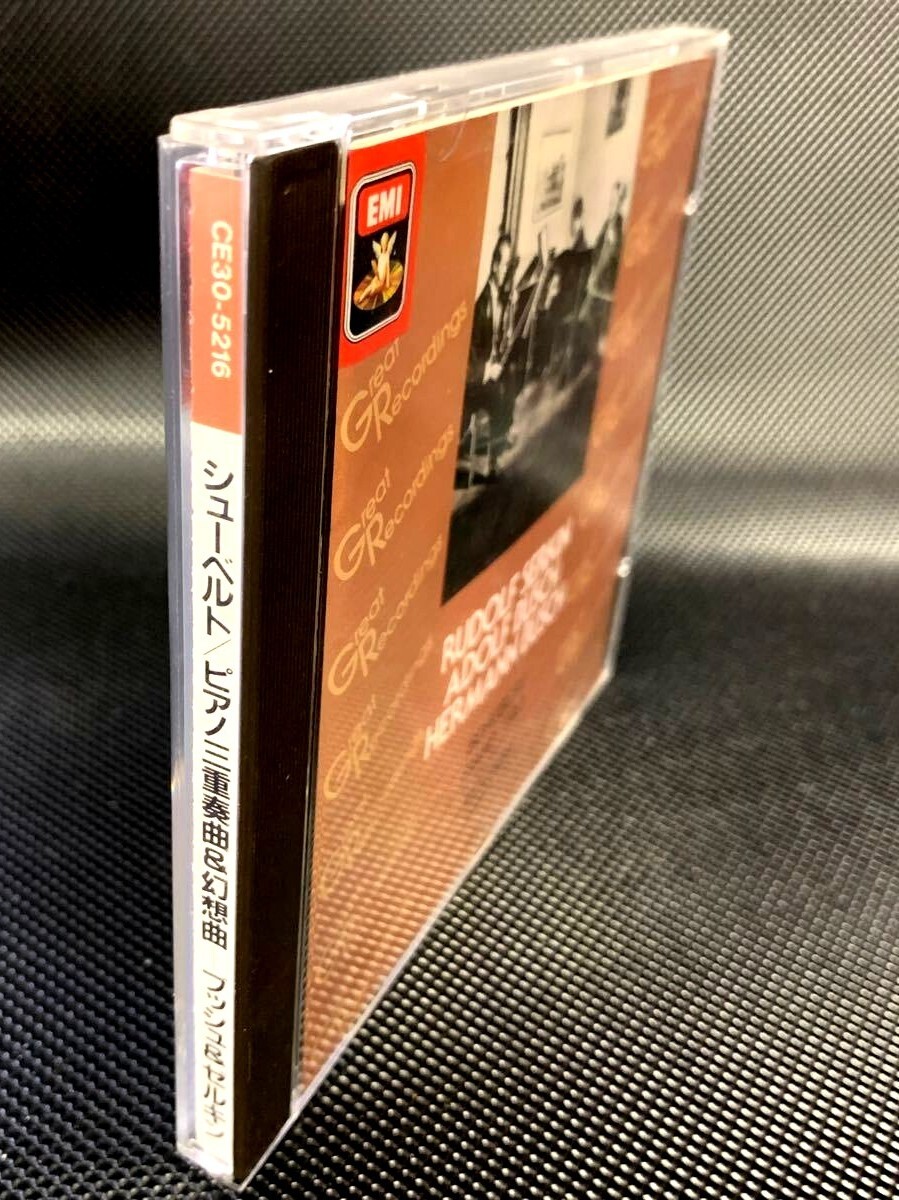 CE30-5216
シューベルト/ピアノ三重奏曲&幻想曲 ブッシュ&ゼルキン
EMI
Great
Recordings
Great
Recordings
Great
Recordings
Great
Recordings
RUDOLF SERKIN
ADOLF BUSCH
HERMANN BUSCH